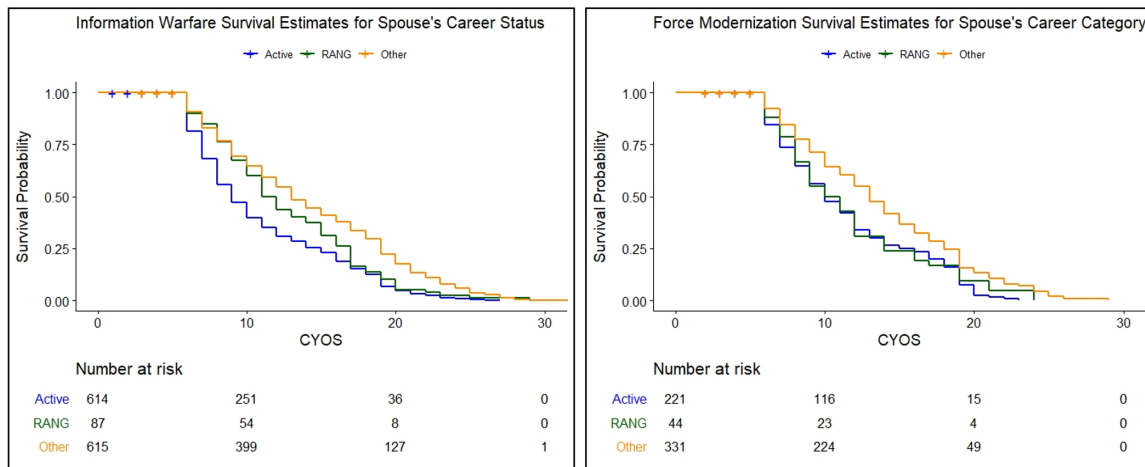 Information Warfare Survival Estimates for Spouse's Career Status
Active RANG Other
1.00
0.75
0.50
0.25
0.00
Survival Probability
0 10 20 30
CYOS
Number at risk
Active 614 251 36 0
RANG 87 54 8 0
Other 615 399 127 1
Force Modernization Survival Estimates for Spouse's Career Category
Active RANG Other
1.00
0.75
0.50
0.25
0.00
Survival Probability
0 10 20 30
CYOS
Number at risk
Active 221 116 15 0
RANG 44 23 4 0
Other 331 224 49 0